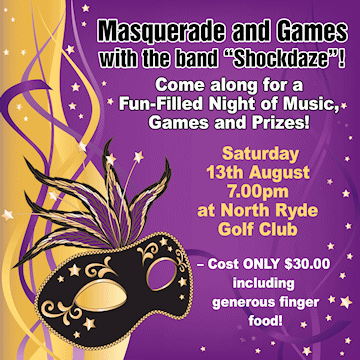 Masquerade and Games
with the band "Shockdaze"!
Come along for a
Fun-Filled Night of Music,
Games and Prizes!
Saturday
13th August
7.00pm
at North Ryde
Golf Club
– Cost ONLY $30.00
including
generous finger
food!